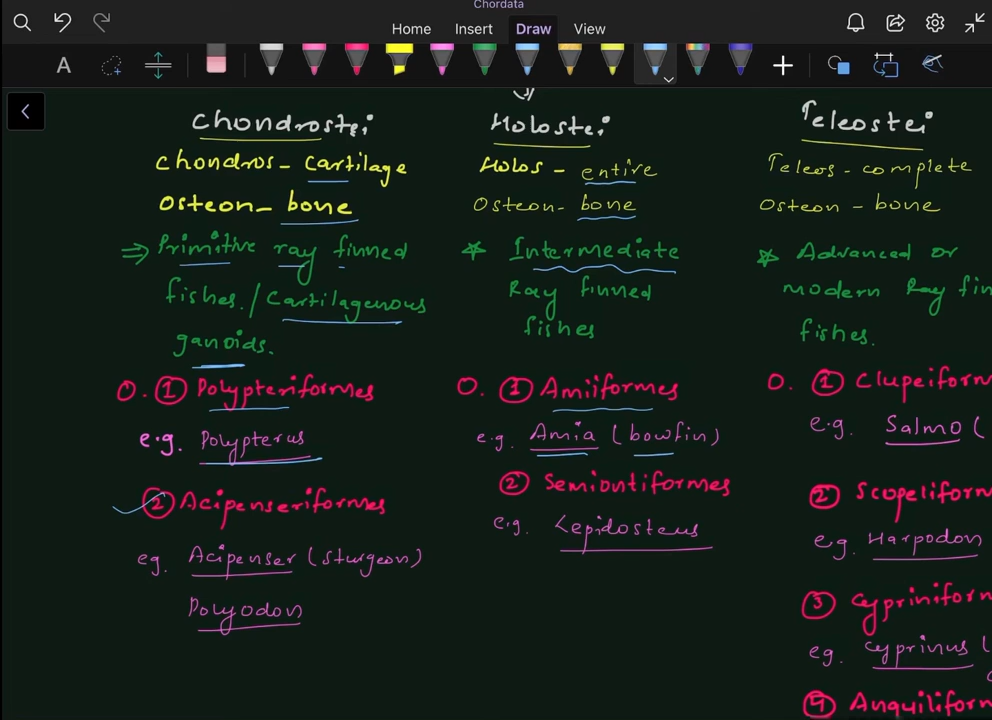 Chordata
Home Insert Draw View
A
Chondrostei
Chondros- Cartilage
Osteon- bone
⇒ Primitive ray finned
fishes. / Cartilagenous
ganoids.
O. ① Polypteriformes
e.g. Polypterus
② Acipenseriformes
eg. Acipenser (sturgeon)
Polyodon
Holostei
Holos - entire
Osteon- bone
* Intermediate
Ray finned
fishes
O. ① Amiiformes
e.g. Amia (bowfin)
② Semiontiformes
e.g. Lepidosteus
Teleostei
Teleos - complete
Osteon - bone
* Advanced or
modern Ray fin
fishes.
O. ① Clupeiform
e.g. Salmo (
② Scopeliform
e.g. Harpodon
③ Cypriniform
eg. Cyprinus (
④ Anguiliform